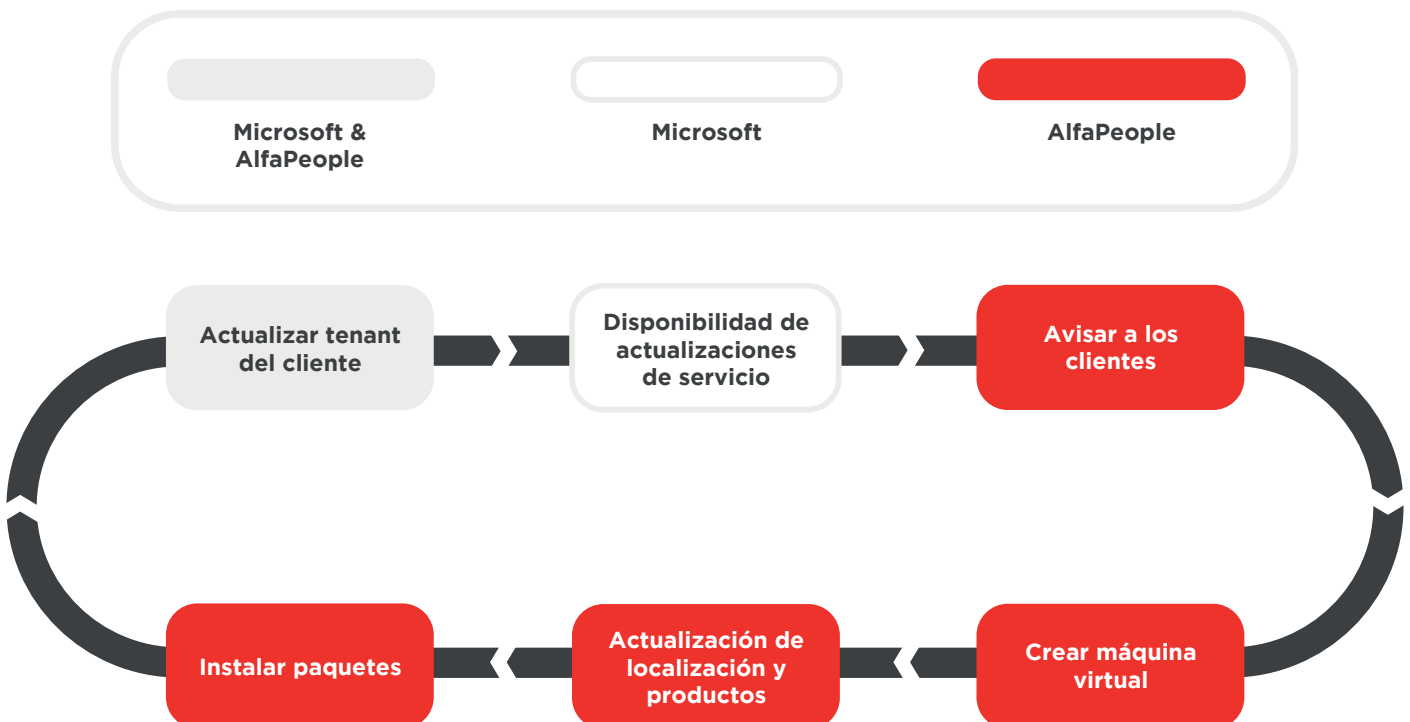 Microsoft &
AlfaPeople
Microsoft
AlfaPeople
Actualizar tenant
del cliente
Disponibilidad de
actualizaciones
de servicio
Avisar a los
clientes
Instalar paquetes
Actualización de
localización y
productos
Crear máquina
virtual